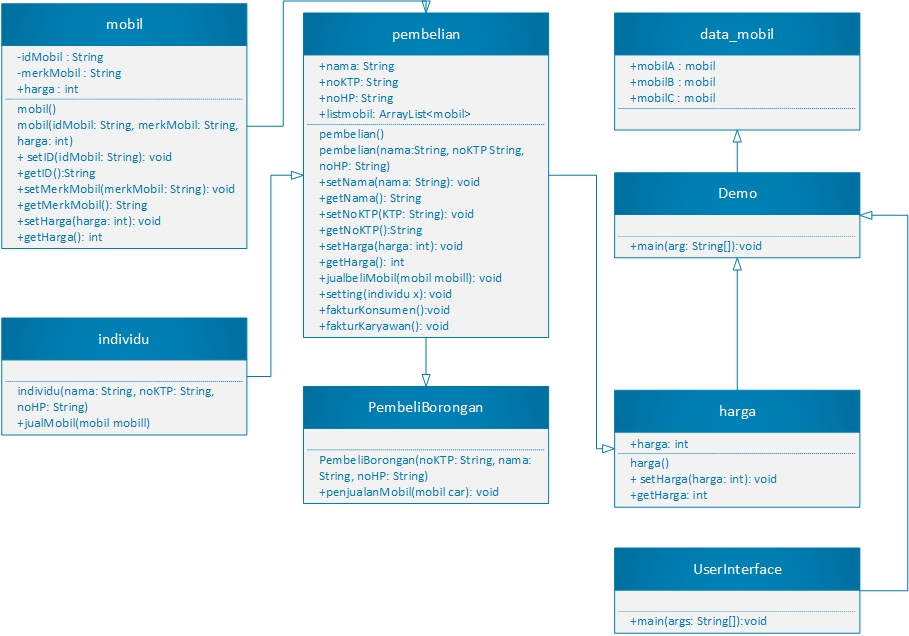 mobil
-idMobil : String
-merkMobil : String
+harga : int
mobil()
mobil(idMobil: String, merkMobil: String,
harga: int)
+ setID(idMobil: String): void
+getID():String
+setMerkMobil(merkMobil: String): void
+getMerkMobil(): String
+setHarga(harga: int): void
+getHarga(): int
individu
individu(nama: String, noKTP: String,
noHP: String)
+jualMobil(mobil mobill)
pembelian
+nama: String
+noKTP: String
+noHP: String
+listmobil: ArrayList<mobil>
pembelian()
pembelian(nama:String, noKTP String,
noHP: String)
+setNama(nama: String): void
+getNama(): String
+setNoKTP(KTP: String): void
+getNoKTP():String
+setHarga(harga: int): void
+getHarga(): int
+jualbeliMobil(mobil mobill): void
+setting(individu x): void
+fakturKonsumen():void
+fakturKaryawan(): void
PembeliBorongan
PembeliBorongan(noKTP: String, nama:
String, noHP: String)
+penjualanMobil(mobil car): void
data_mobil
+mobilA : mobil
+mobilB : mobil
+mobilC : mobil
Demo
+main(arg: String[]):void
harga
+harga: int
harga()
+ setHarga(harga: int): void
+getHarga: int
UserInterface
+main(args: String[]):void